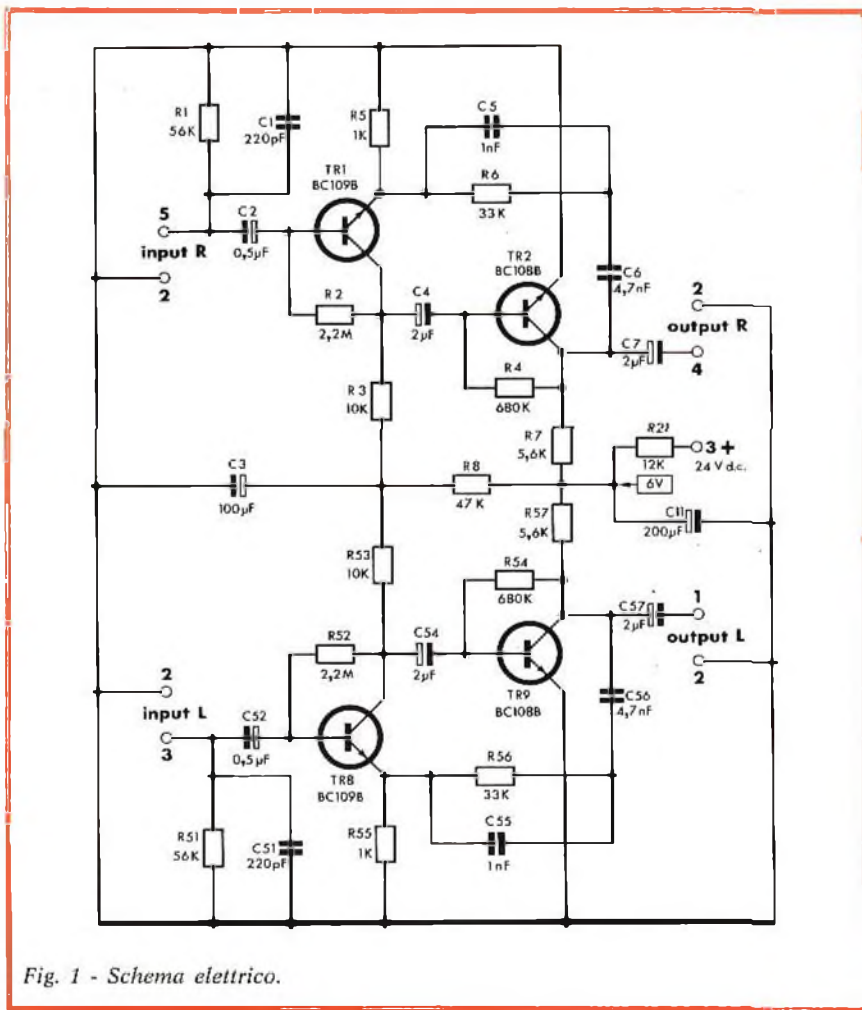 R1
56K
C1
220pF
R5
1K
C5
1nF
R6
33K
TR1
BC109B
5
input R
2
C2
0,5µF
R2
2,2M
C4
2µF
TR2
BC108B
C6
4,7nF
2
output R
4
C7
2µF
R3
10K
R4
680K
R7
5,6K
R21
12K
3 +
24 V d.c.
6V
C3
100µF
R8
47 K
R57
5,6K
C11
200µF
R53
10K
R54
680K
C57
2µF
1
output L
2
R52
2,2M
C54
2µF
TR9
BC108B
C56
4,7nF
2
input L
3
C52
0,5µF
TR8
BC109B
R56
33K
C55
1nF
R51
56K
C51
220pF
R55
1K
Fig. 1 - Schema elettrico.